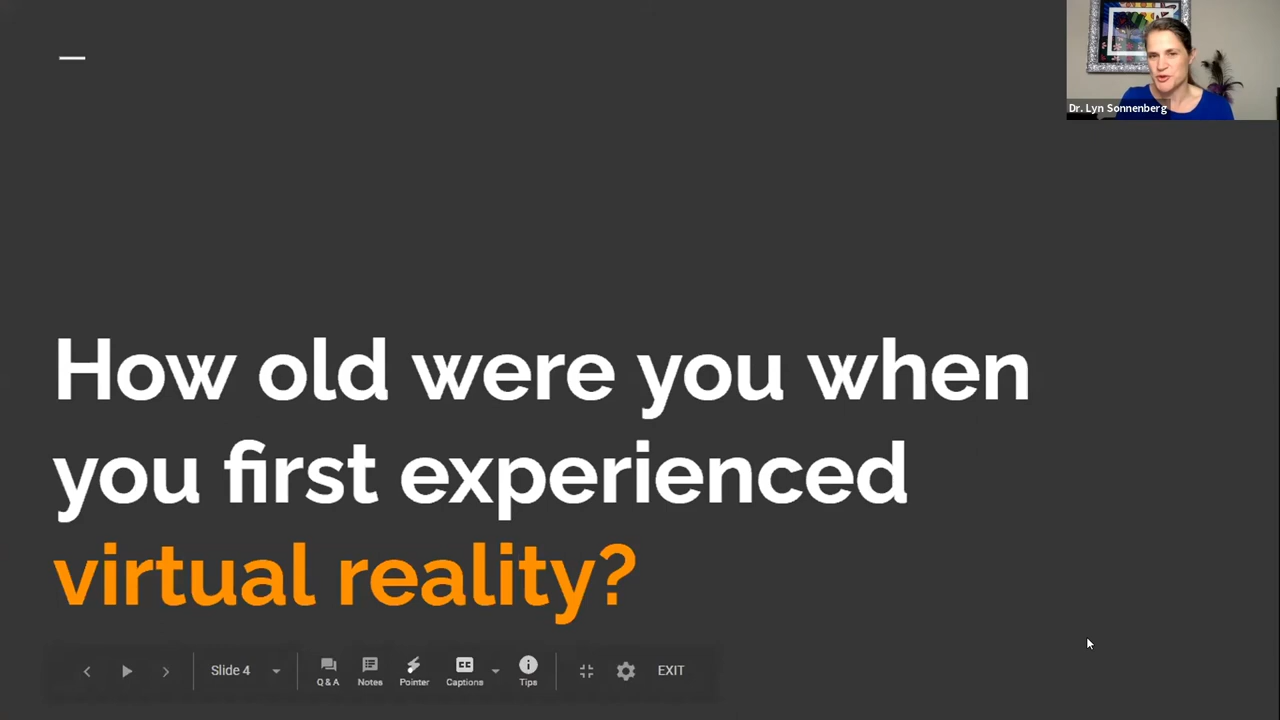 Dr. Lyn Sonnenberg
How old were you when
you first experienced
virtual reality?
Slide 4
Q & A
Notes
Pointer
CC
Captions
Tips
EXIT